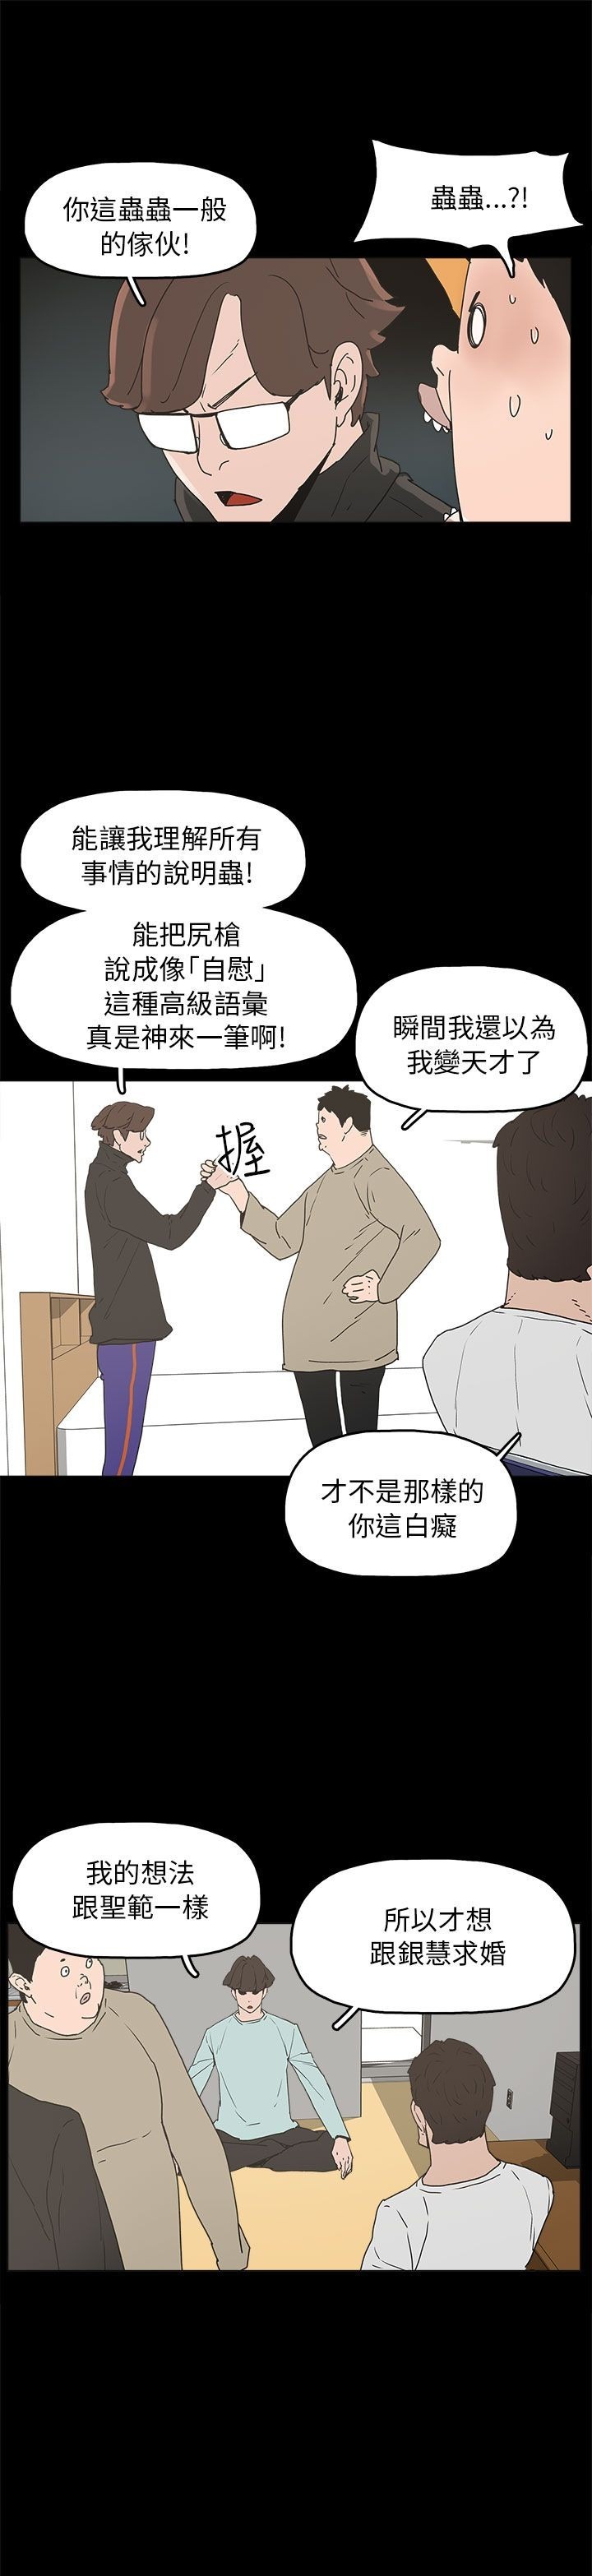 你這蟲蟲一般
的傢伙!
蟲蟲...?!
能讓我理解所有
事情的說明蟲!
能把尻槍
說成像「自慰」
這種高級語彙
真是神來一筆啊!
瞬間我還以為
我變天才了
握
才不是那樣的
你這白癡
我的想法
跟聖範一樣
所以才想
跟銀慧求婚